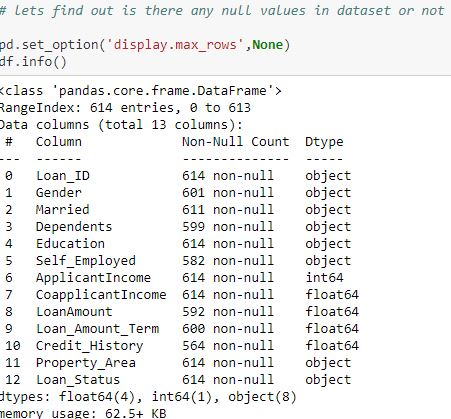 # Lets find out is there any null values in dataset or not
pd.set_option('display.max_rows',None)
df.info()
<class 'pandas.core.frame.DataFrame'>
RangeIndex: 614 entries, 0 to 613
Data columns (total 13 columns):
 #   Column             Non-Null Count  Dtype
---  ------             --------------  -----
 0   Loan_ID            614 non-null    object
 1   Gender             601 non-null    object
 2   Married            611 non-null    object
 3   Dependents         599 non-null    object
 4   Education          614 non-null    object
 5   Self_Employed      582 non-null    object
 6   ApplicantIncome    614 non-null    int64
 7   CoapplicantIncome  614 non-null    float64
 8   LoanAmount         592 non-null    float64
 9   Loan_Amount_Term   600 non-null    float64
 10  Credit_History     564 non-null    float64
 11  Property_Area      614 non-null    object
 12  Loan_Status        614 non-null    object
dtypes: float64(4), int64(1), object(8)
memory usage: 62.5+ KB